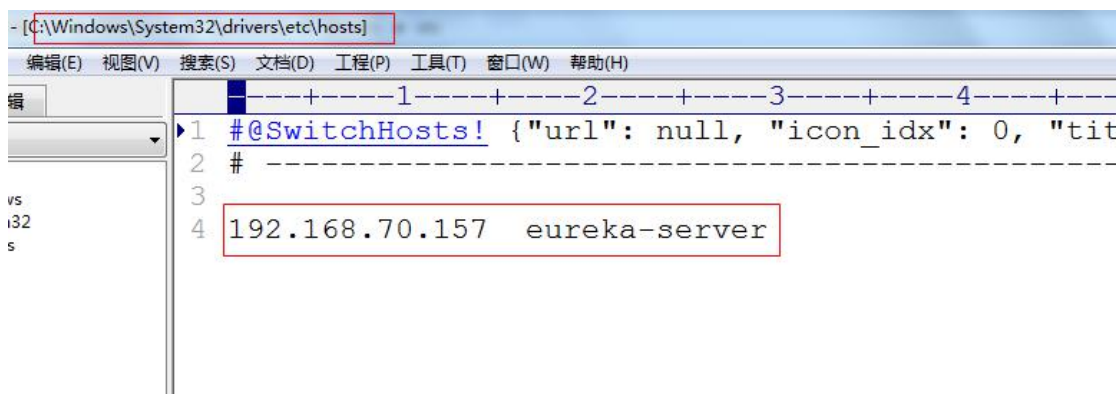 - [C:\Windows\System32\drivers\etc\hosts]
编辑(E) 视图(V) 搜索(S) 文档(D) 工程(P) 工具(T) 窗口(W) 帮助(H)
辑
----+----1----+----2----+----3----+----4----+---
1 #@SwitchHosts! {"url": null, "icon_idx": 0, "tit
2 # -----------------------------------------------
3
4 192.168.70.157 eureka-server
vs
32
s